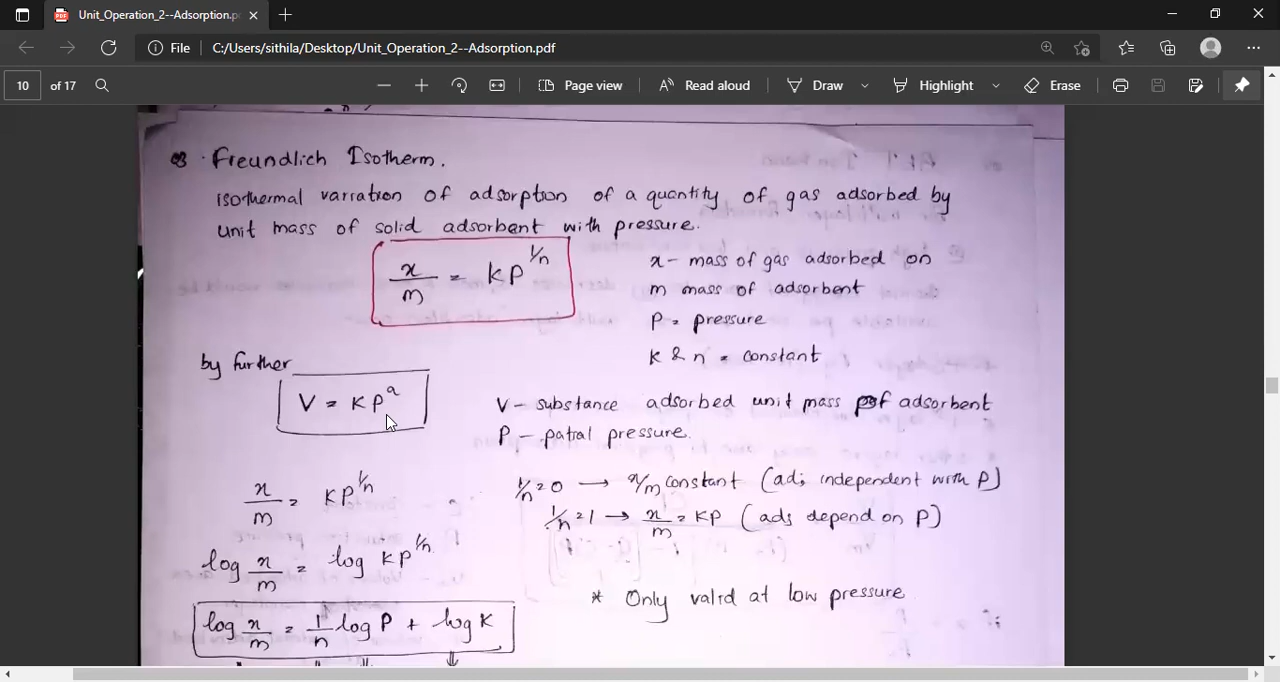 Unit_Operation_2--Adsorption.p
File
C:/Users/sithila/Desktop/Unit_Operation_2--Adsorption.pdf
10 of 17
Page view
Read aloud
Draw
Highlight
Erase
Freundlich Isotherm.
isothermal variation of adsorption of a quantity of gas adsorbed by
unit mass of solid adsorbent with pressure.
x/m = KP^1/n
x - mass of gas adsorbed on
m mass of adsorbent
P = pressure
K & n = constant
by further
V = KP^a
V - substance adsorbed unit mass of adsorbent
P - patral pressure.
x/m = KP^1/n
1/n = 0 → x/m constant (ads independent with P)
1/n = 1 → x/m = KP (ads depend on P)
log x/m = log KP^1/n
* Only valid at low pressure
log x/m = 1/n log P + log K